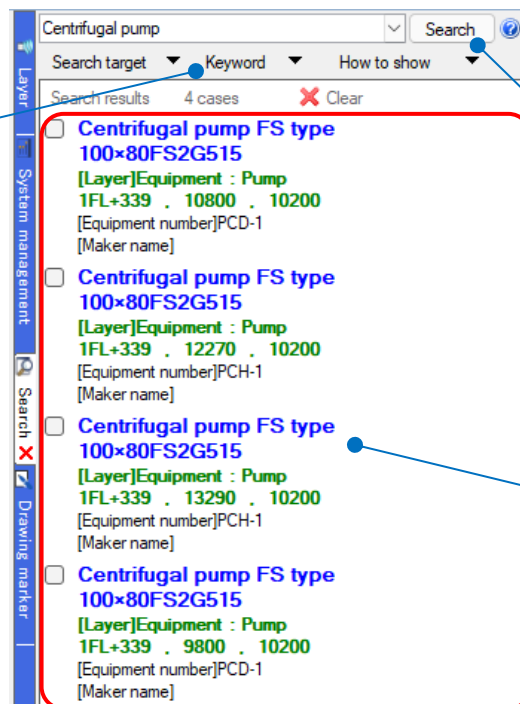 Centrifugal pump
Search
Search target
Keyword
How to show
Search results
4 cases
Clear
Centrifugal pump FS type
100×80FS2G515
[Layer]Equipment : Pump
1FL+339 . 10800 . 10200
[Equipment number]PCD-1
[Maker name]
Centrifugal pump FS type
100×80FS2G515
[Layer]Equipment : Pump
1FL+339 . 12270 . 10200
[Equipment number]PCH-1
[Maker name]
Centrifugal pump FS type
100×80FS2G515
[Layer]Equipment : Pump
1FL+339 . 13290 . 10200
[Equipment number]PCH-1
[Maker name]
Centrifugal pump FS type
100×80FS2G515
[Layer]Equipment : Pump
1FL+339 . 9800 . 10200
[Equipment number]PCD-1
[Maker name]
Layer
System management
Search
Drawing marker